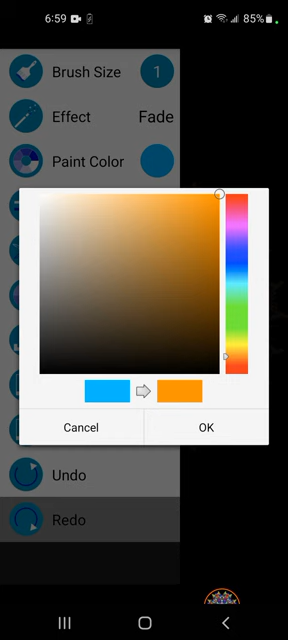 6:59
85%
Brush Size
1
Effect
Fade
Paint Color
Cancel
OK
Undo
Redo